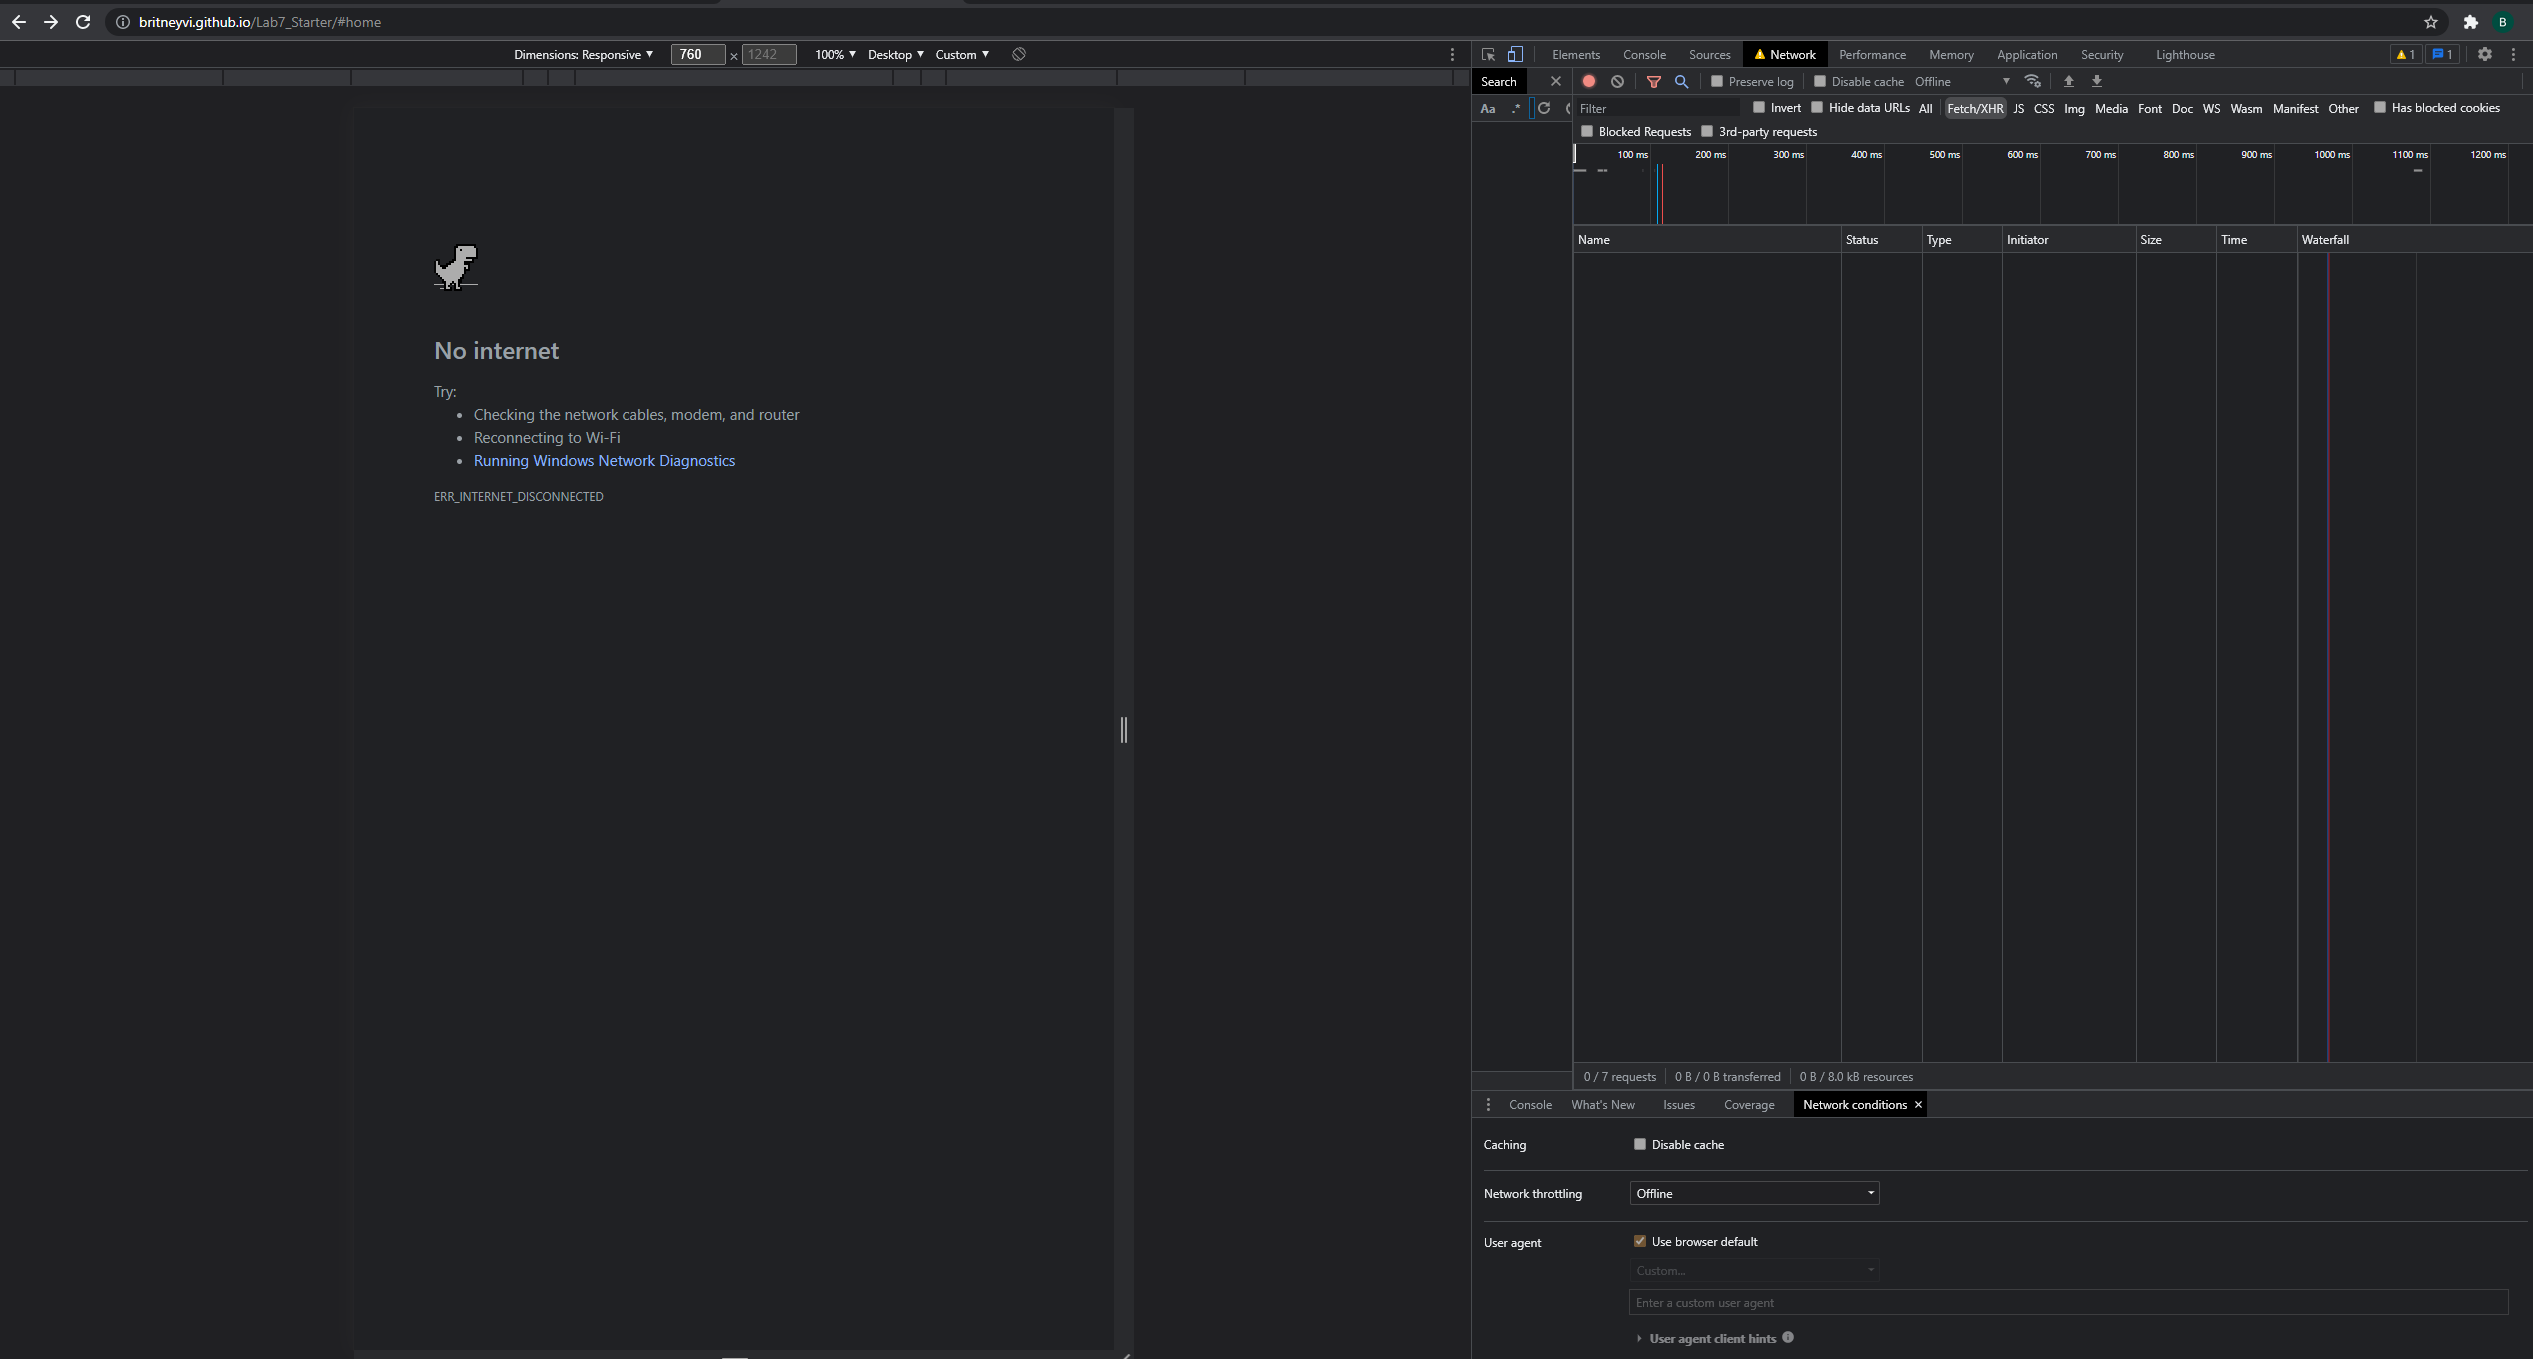 britneyvi.github.io/Lab7_Starter/#home
B
Dimensions: Responsive 760 × 1242 100% Desktop Custom
Elements Console Sources Network Performance Memory Application Security Lighthouse 1 1
Search Preserve log Disable cache Offline
Aa .* Filter Invert Hide data URLs All Fetch/XHR JS CSS Img Media Font Doc WS Wasm Manifest Other Has blocked cookies
Blocked Requests 3rd-party requests
100 ms 200 ms 300 ms 400 ms 500 ms 600 ms 700 ms 800 ms 900 ms 1000 ms 1100 ms 1200 ms
Name Status Type Initiator Size Time Waterfall
No internet
Try:
• Checking the network cables, modem, and router
• Reconnecting to Wi-Fi
• Running Windows Network Diagnostics
ERR_INTERNET_DISCONNECTED
0 / 7 requests 0 B / 0 B transferred 0 B / 8.0 kB resources
Console What's New Issues Coverage Network conditions
Caching Disable cache
Network throttling Offline
User agent Use browser default
Custom...
Enter a custom user agent
User agent client hints